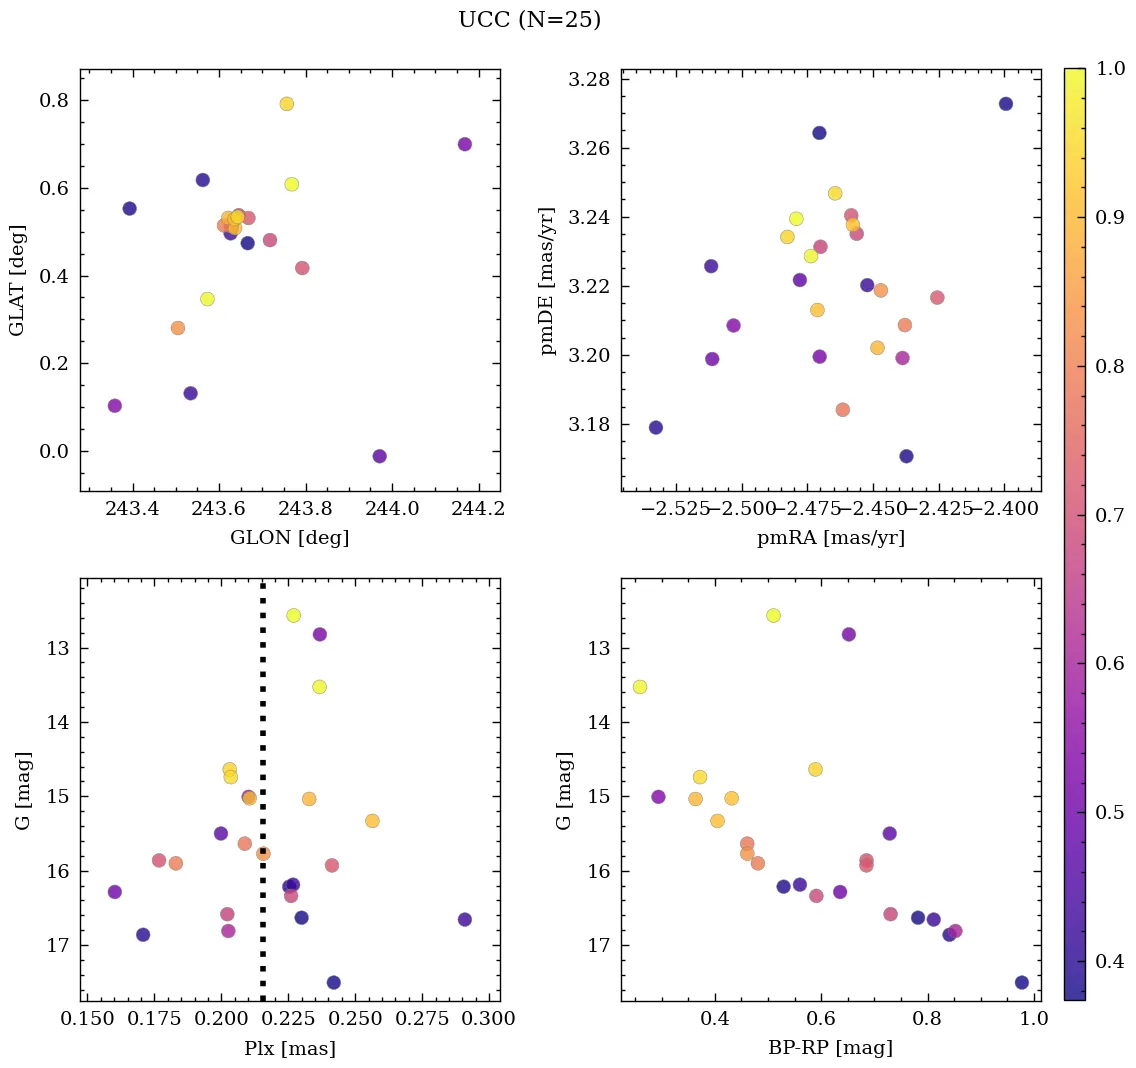 UCC (N=25)
0.8
0.6
0.4
0.2
0.0
GLAT [deg]
243.4 243.6 243.8 244.0 244.2
GLON [deg]
3.28
3.26
3.24
3.22
3.20
3.18
pmDE [mas/yr]
−2.525 −2.500 −2.475 −2.450 −2.425 −2.400
pmRA [mas/yr]
13
14
15
16
17
G [mag]
0.150 0.175 0.200 0.225 0.250 0.275 0.300
Plx [mas]
13
14
15
16
17
G [mag]
0.4 0.6 0.8 1.0
BP-RP [mag]
1.0
0.9
0.8
0.7
0.6
0.5
0.4